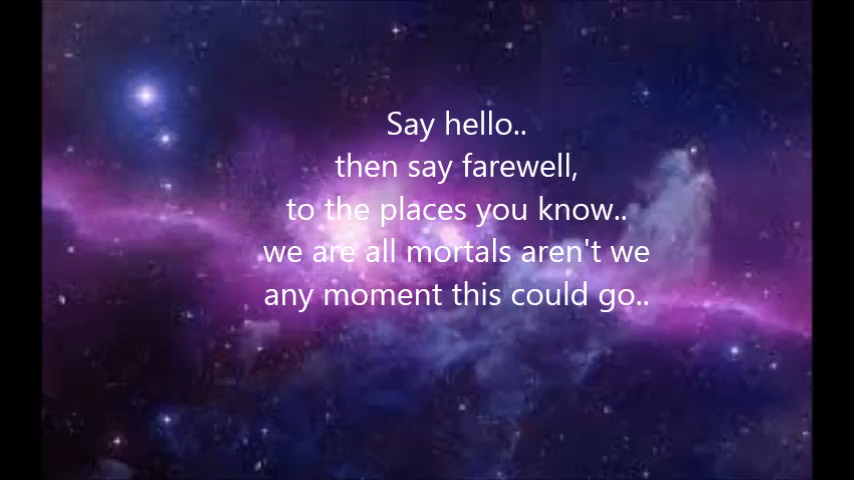 Say hello..
then say farewell,
to the places you know..
we are all mortals aren't we
any moment this could go..